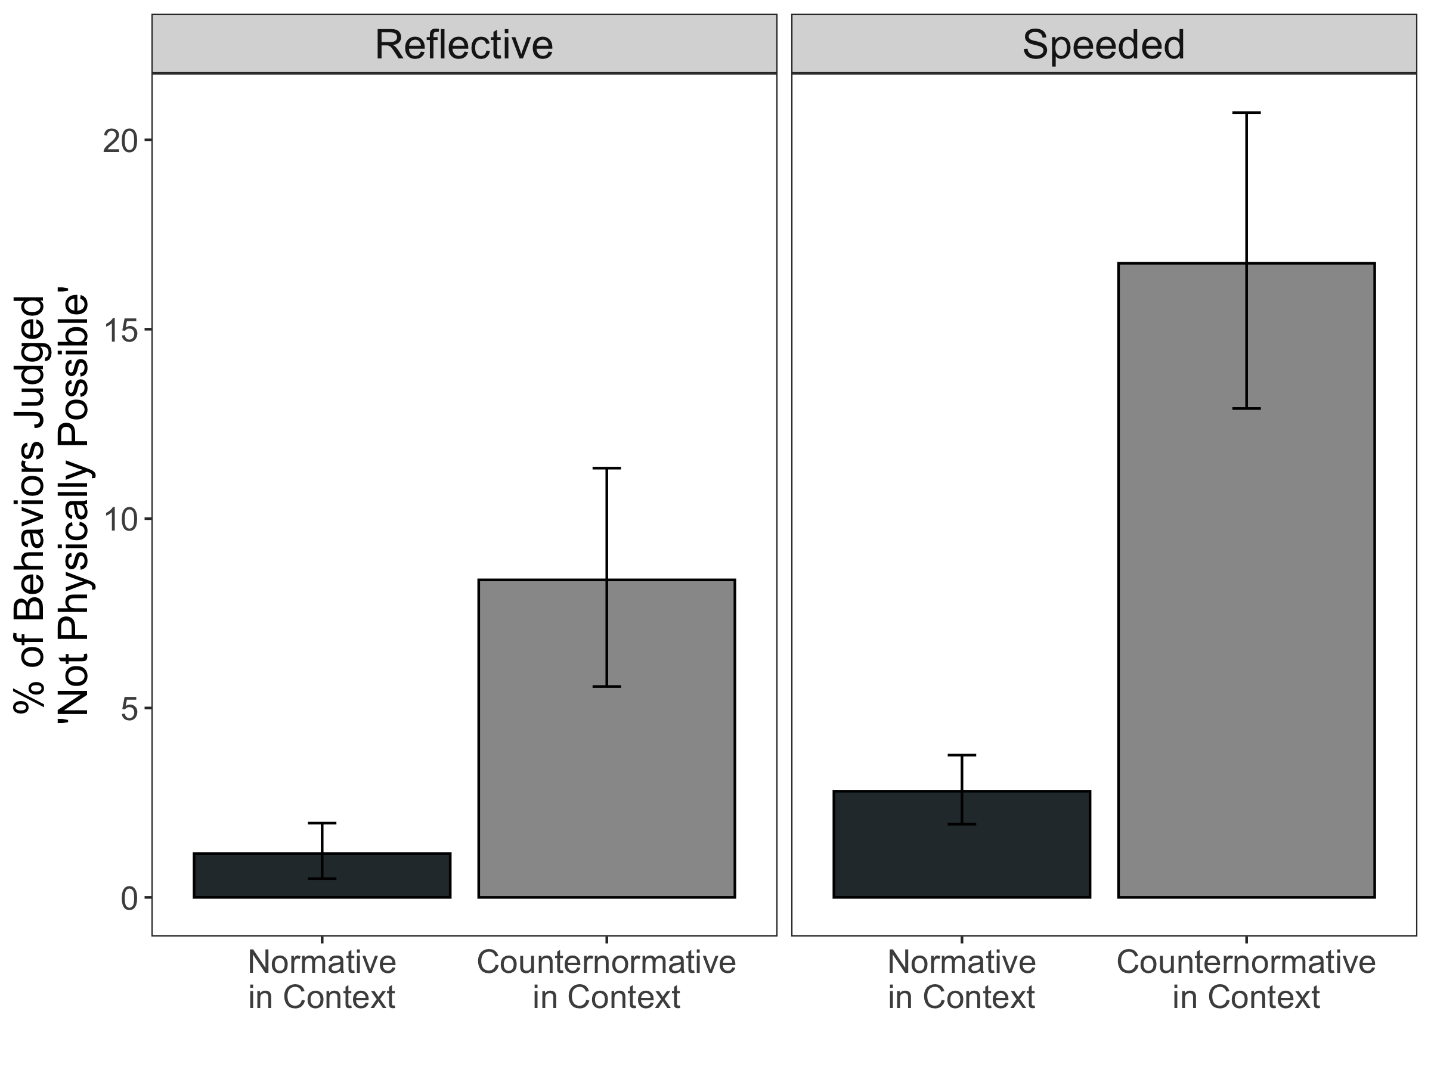 Reflective
Speeded
% of Behaviors Judged
'Not Physically Possible'
20
15
10
5
0
Normative
in Context
Counternormative
in Context
Normative
in Context
Counternormative
in Context